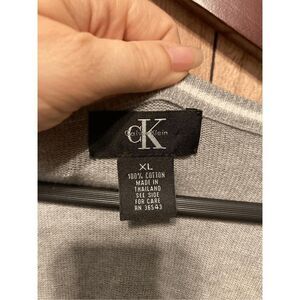 CK
Calvin Klein
XL
100% COTTON
MADE IN
THAILAND
SEE SIDE
FOR CARE
RN 36543